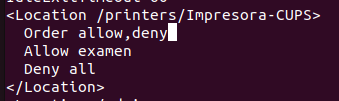 <Location /printers/Impresora-CUPS>
  Order allow,deny
  Allow examen
  Deny all
</Location>